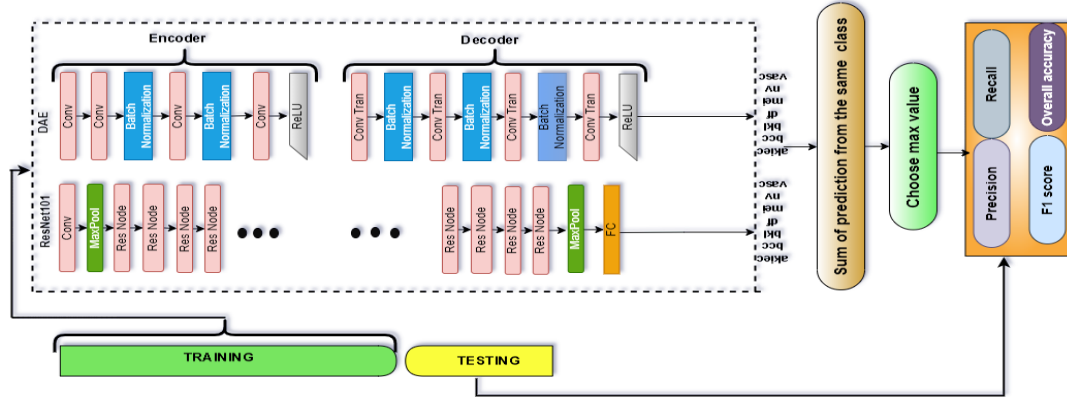 Encoder
Decoder
DAE
Conv
Conv
Batch
Normalization
Conv
Batch
Normalization
Conv
ReLU
Conv Tran
Batch
Normalization
Conv Tran
Batch
Normalization
Conv Tran
Batch
Normalization
Conv Tran
ReLU
vasc
nv
mel
df
bkl
bcc
akiec
ResNet101
Conv
MaxPool
Res Node
Res Node
Res Node
Res Node
Res Node
Res Node
Res Node
Res Node
MaxPool
FC
vasc
nv
mel
df
bkl
bcc
akiec
Sum of prediction from the same class
Choose max value
Recall
Overall accuracy
Precision
F1 score
TRAINING
TESTING